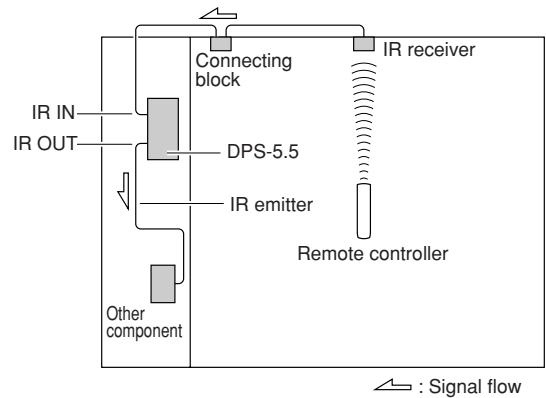 Connecting
block
IR receiver
IR IN
IR OUT
DPS-5.5
IR emitter
Remote controller
Other
component
: Signal flow